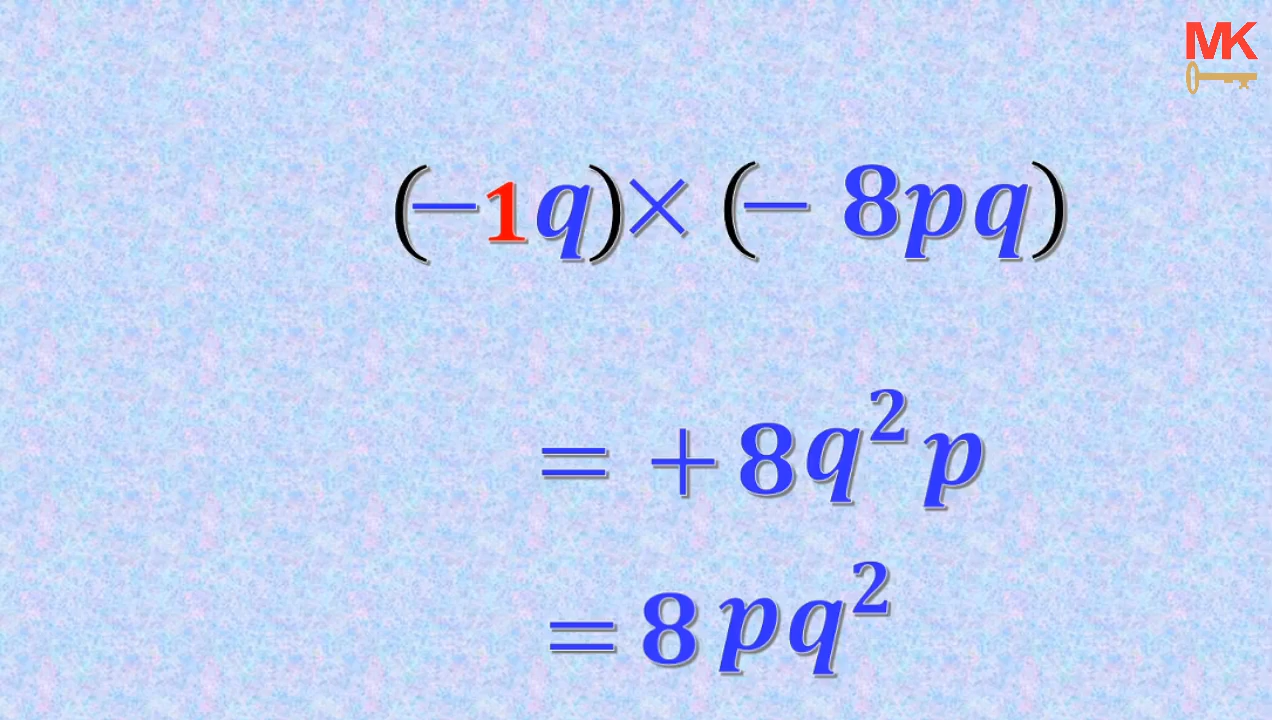 MK
(−1q)× (− 8pq)
= +8q²p
= 8pq²